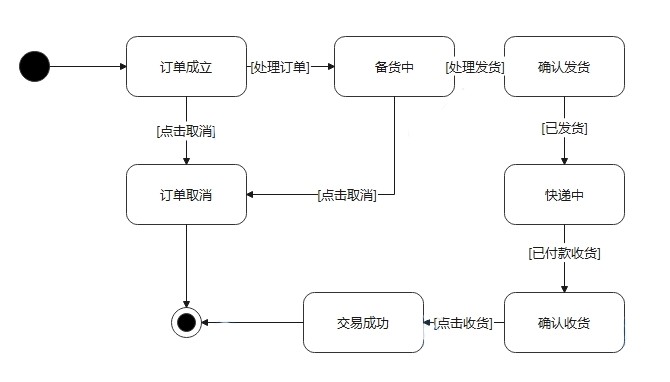 订单成立
[处理订单]
备货中
[处理发货]
确认发货
[点击取消]
[已发货]
订单取消
[点击取消]
快递中
[已付款收货]
交易成功
[点击收货]
确认收货